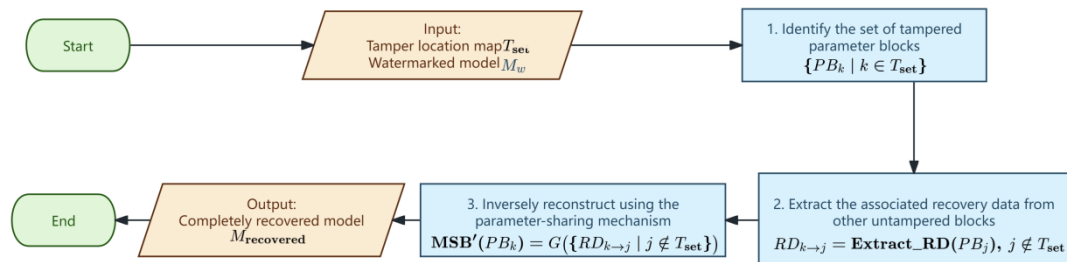 Start
Input:
Tamper location map T_set
Watermarked model M_w
1. Identify the set of tampered
parameter blocks
{PB_k | k ∈ T_set}
2. Extract the associated recovery data from
other untampered blocks
RD_{k→j} = Extract_RD(PB_j), j ∉ T_set
3. Inversely reconstruct using the
parameter-sharing mechanism
MSB′(PB_k) = G({RD_{k→j} | j ∉ T_set})
Output:
Completely recovered model
M_recovered
End